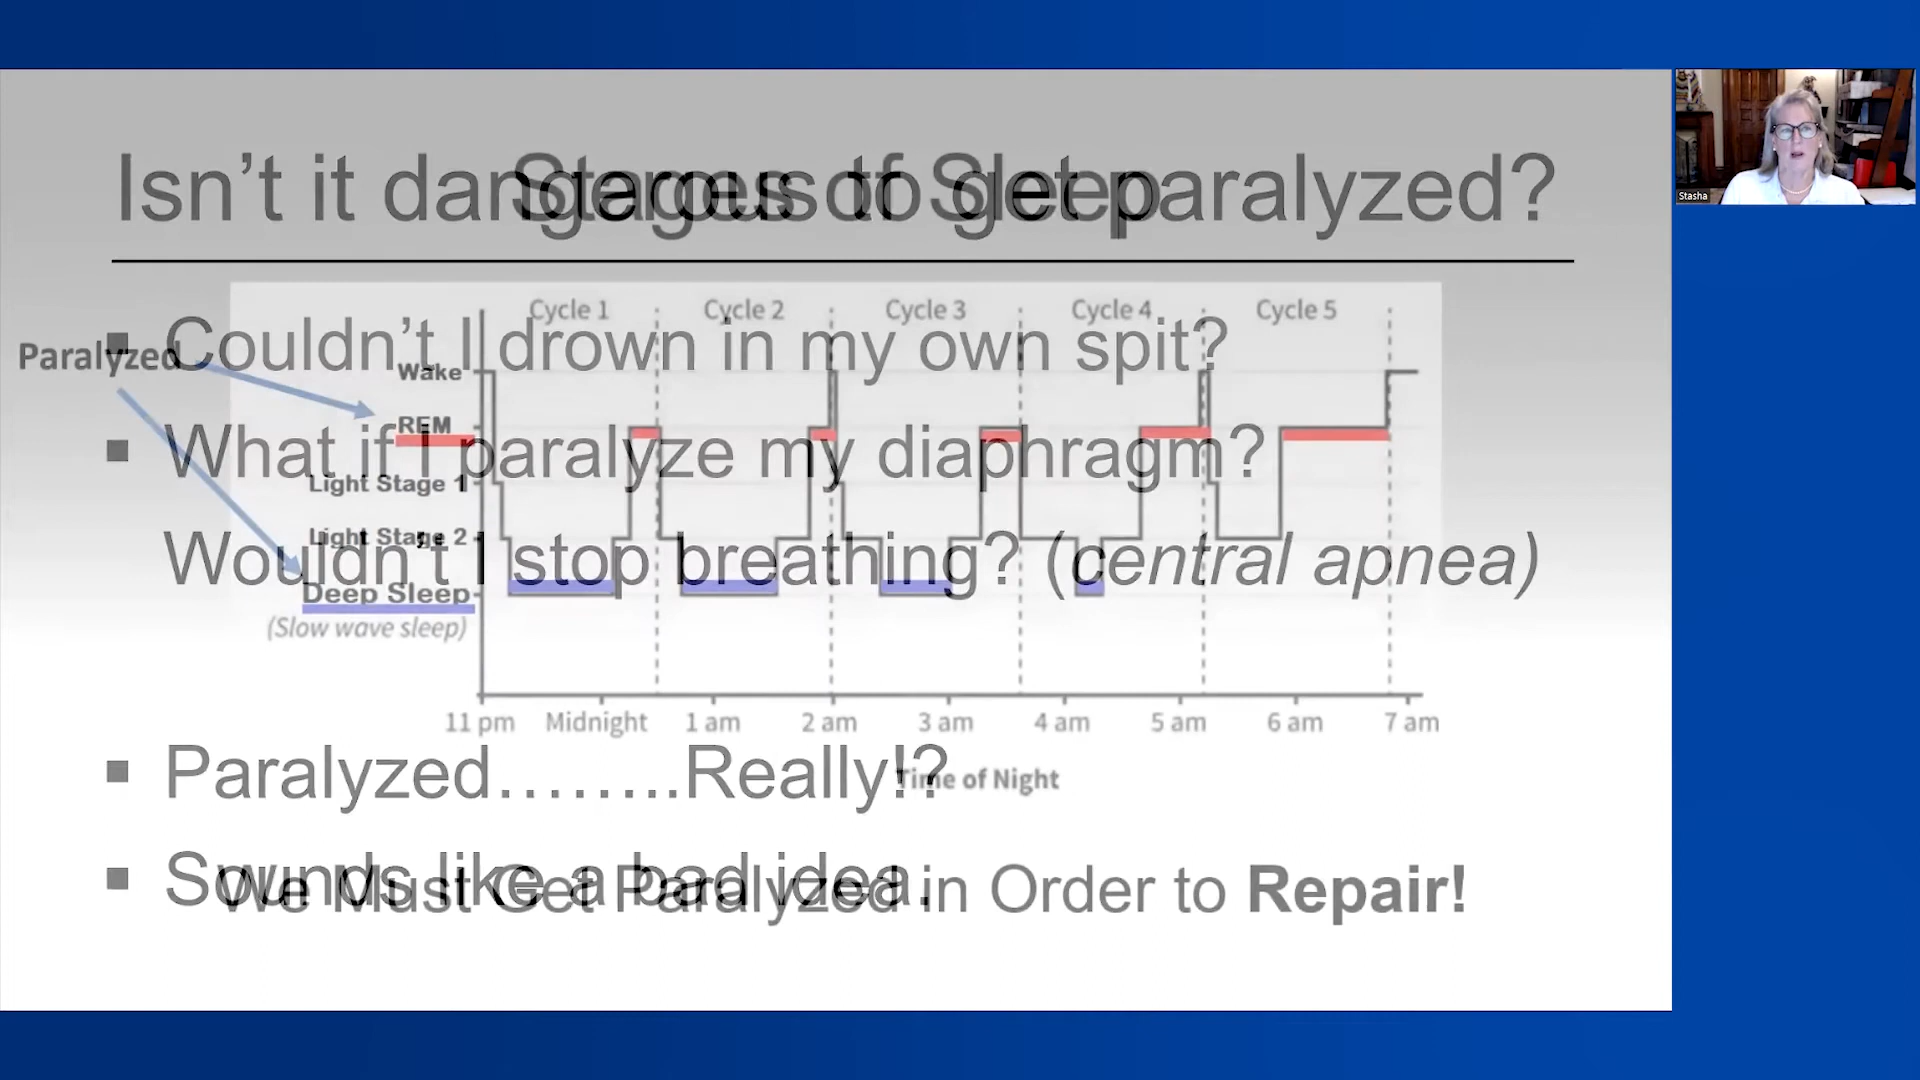 Isn't it dangerous to get paralyzed?
Stages of Sleep
Couldn't I drown in my own spit?
What if I paralyze my diaphragm?
Wouldn't I stop breathing? (central apnea)
Paralyzed……..Really!?
Sounds like a bad idea.
Paralyzed
Cycle 1 Cycle 2 Cycle 3 Cycle 4 Cycle 5
Wake
REM
Light Stage 1
Light Stage 2
Deep Sleep
(Slow wave sleep)
11 pm Midnight 1 am 2 am 3 am 4 am 5 am 6 am 7 am
Time of Night
We Must Get Paralyzed in Order to Repair!
Stasha